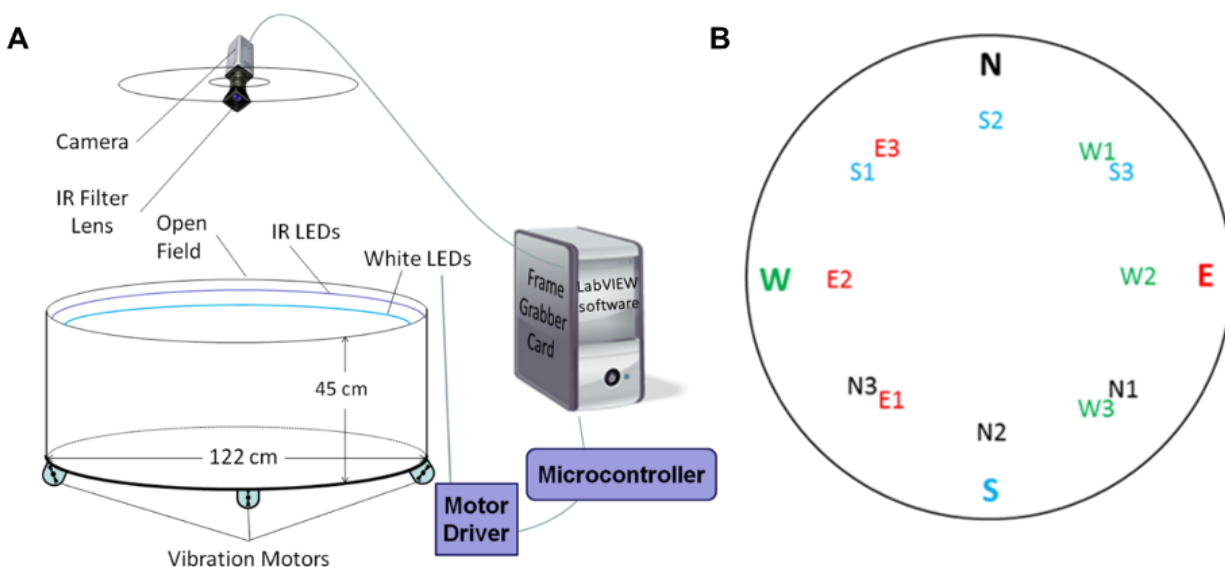 A
Camera
IR Filter
Lens
Open
Field
IR LEDs
White LEDs
Frame
Grabber
Card
LabVIEW
software
45 cm
122 cm
Microcontroller
Motor
Driver
Vibration Motors
B
N
S2
E3
W1
S1
S3
W
E2
W2
E
N3
N1
E1
W3
N2
S